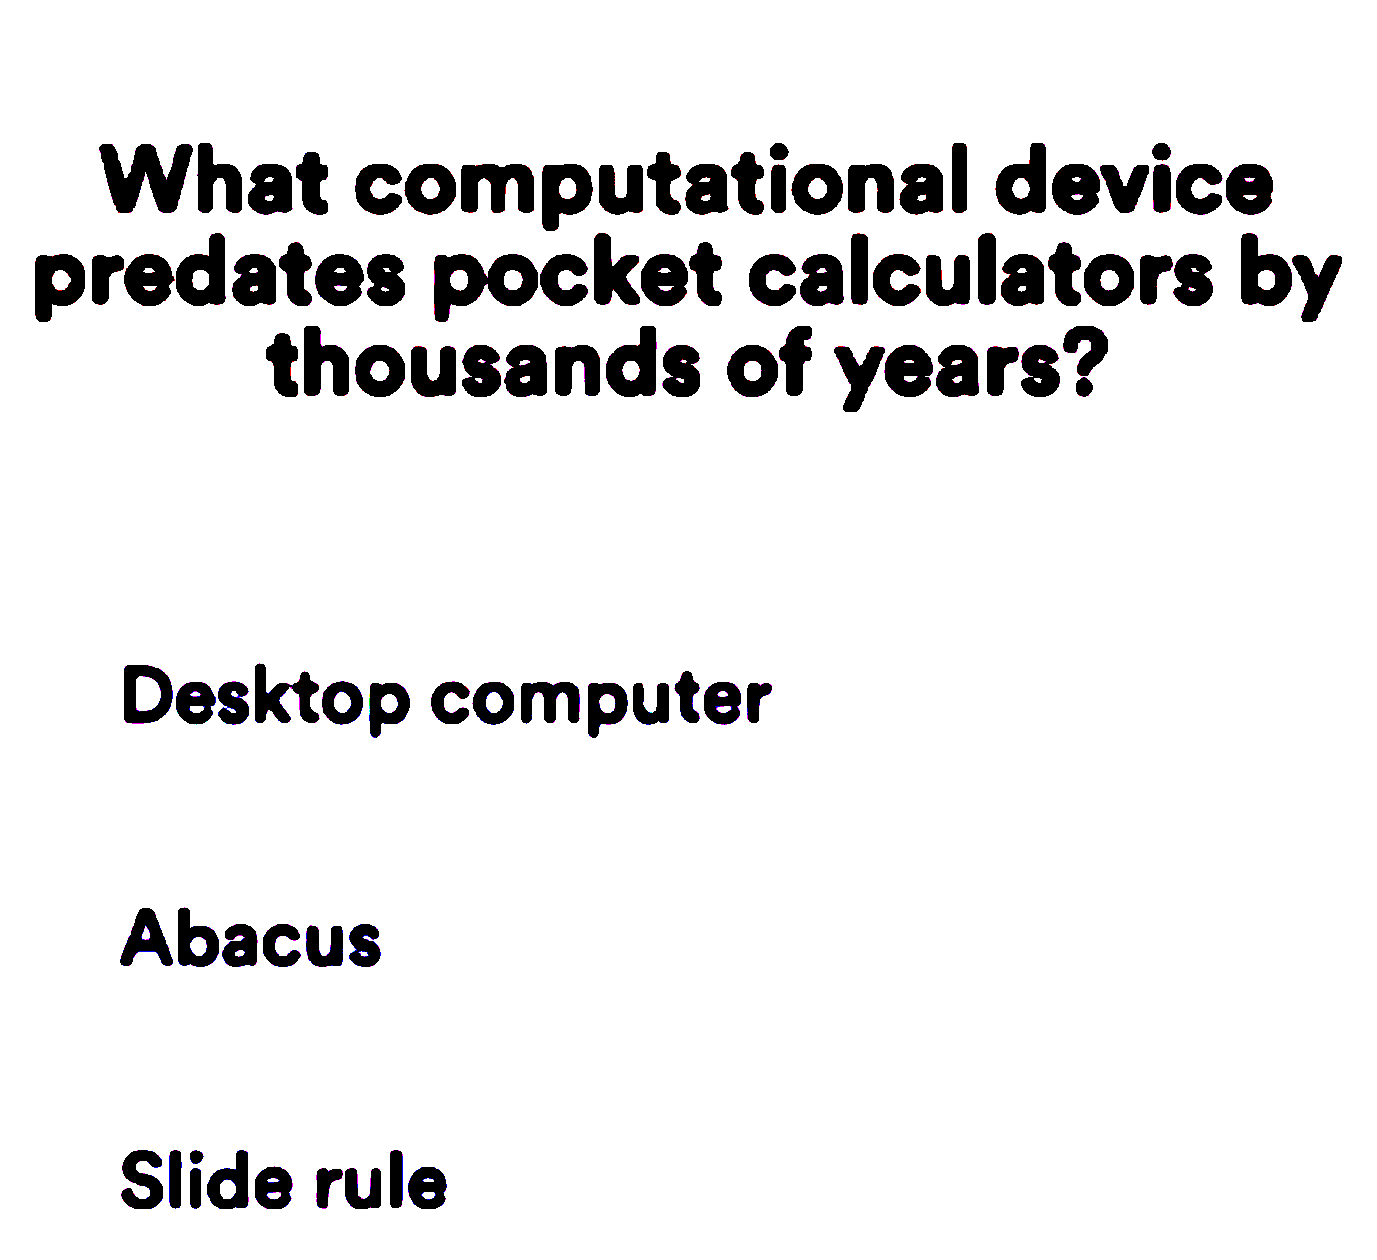 What computational device
predates pocket calculators by
thousands of years?
Desktop computer
Abacus
Slide rule